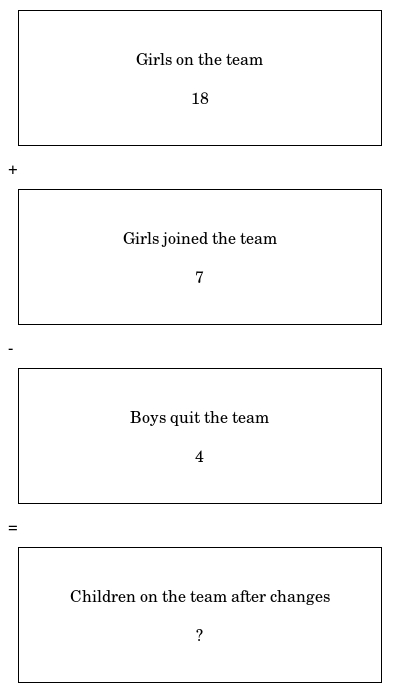 Girls on the team
18
+
Girls joined the team
7
-
Boys quit the team
4
=
Children on the team after changes
?